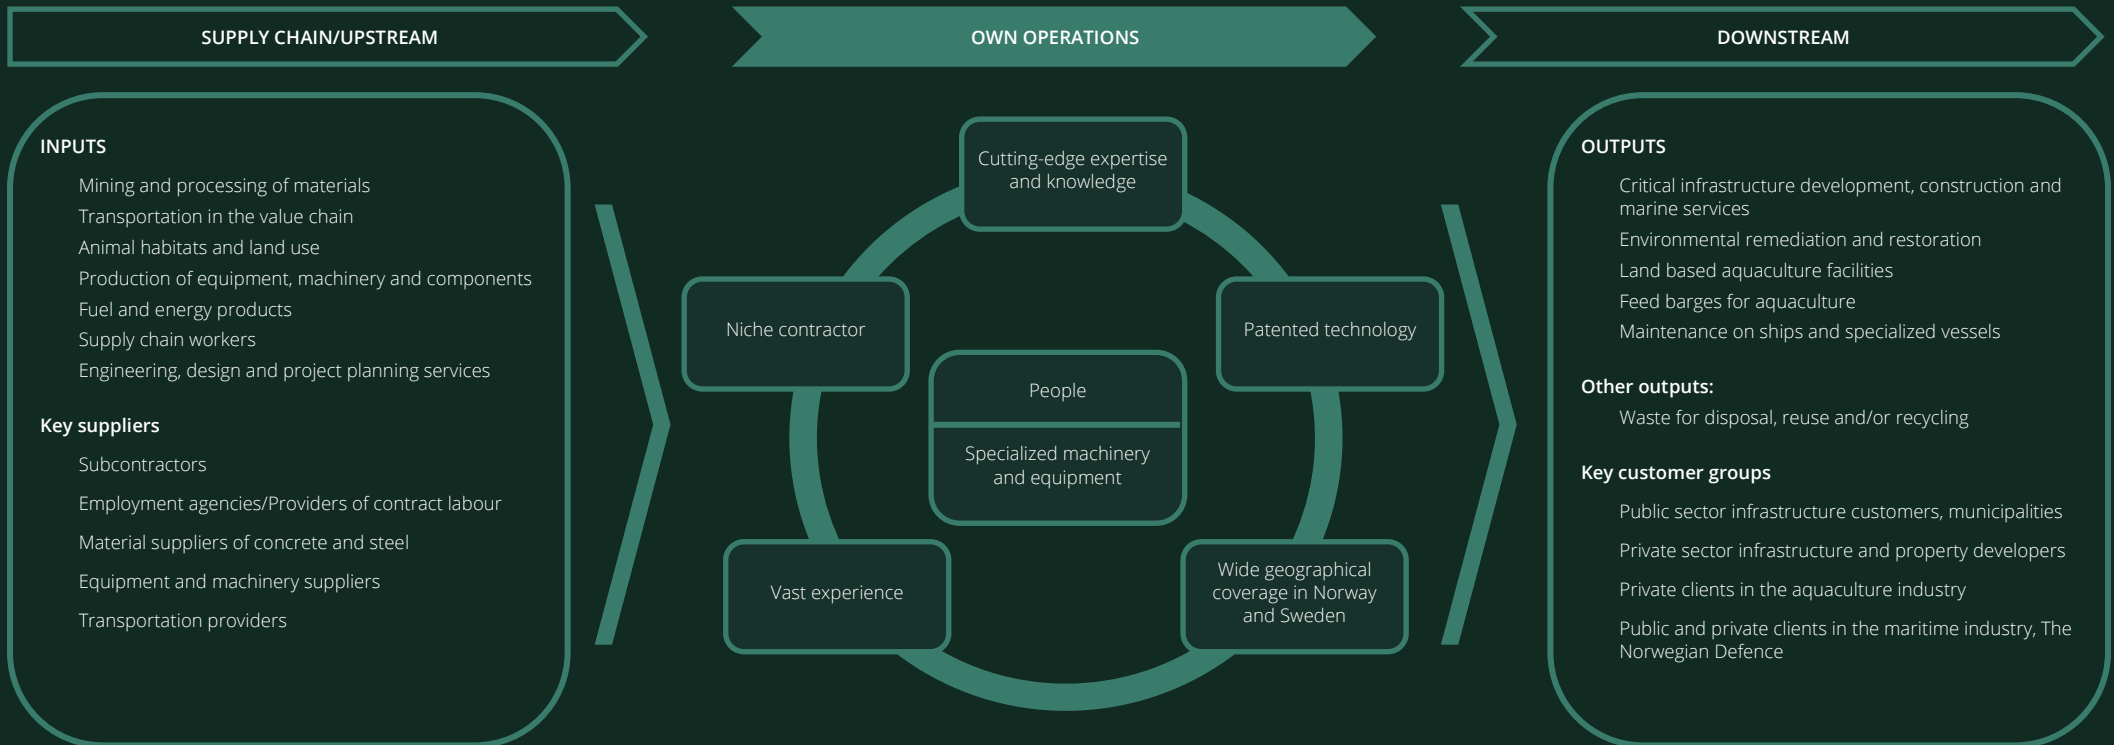 SUPPLY CHAIN/UPSTREAM
OWN OPERATIONS
DOWNSTREAM
INPUTS
Mining and processing of materials
Transportation in the value chain
Animal habitats and land use
Production of equipment, machinery and components
Fuel and energy products
Supply chain workers
Engineering, design and project planning services
Key suppliers
Subcontractors
Employment agencies/Providers of contract labour
Material suppliers of concrete and steel
Equipment and machinery suppliers
Transportation providers
Cutting-edge expertise
and knowledge
Niche contractor
Patented technology
People
Specialized machinery
and equipment
Vast experience
Wide geographical
coverage in Norway
and Sweden
OUTPUTS
Critical infrastructure development, construction and
marine services
Environmental remediation and restoration
Land based aquaculture facilities
Feed barges for aquaculture
Maintenance on ships and specialized vessels
Other outputs:
Waste for disposal, reuse and/or recycling
Key customer groups
Public sector infrastructure customers, municipalities
Private sector infrastructure and property developers
Private clients in the aquaculture industry
Public and private clients in the maritime industry, The
Norwegian Defence